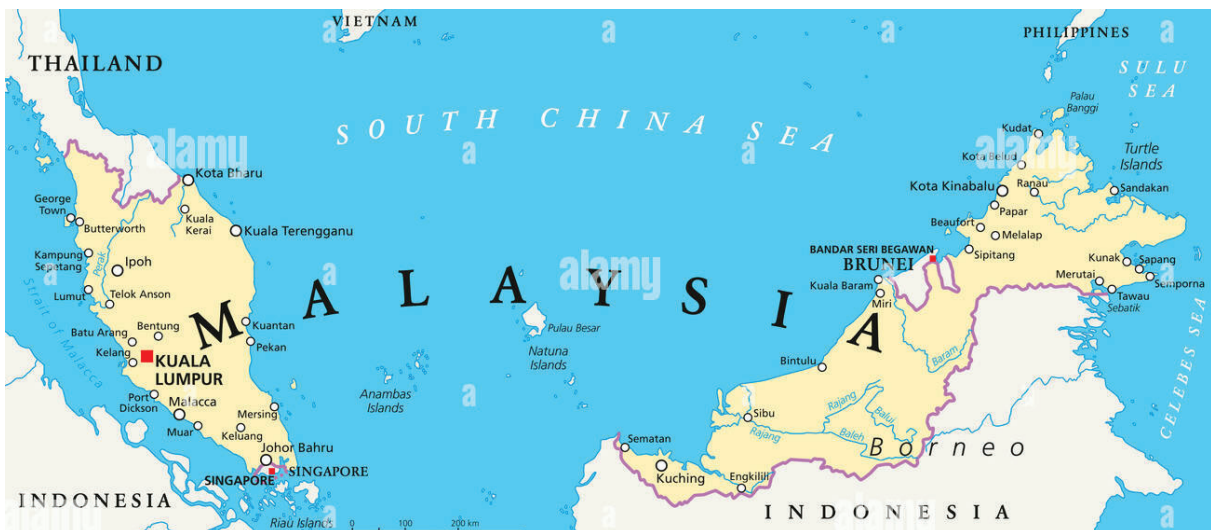 VIETNAM
PHILIPPINES
THAILAND
SULU
SEA
Palau
Banggi
SOUTH CHINA SEA
alamy
a
Kudat
Turtle
Islands
Kota Belud
Kota Bharu
Kota Kinabalu
Ranau
Sandakan
George
Town
Butterworth
Kuala
Kerai
Kuala Terengganu
Papar
Beaufort
Melalap
Kampung
Sepetang
Perak
Ipoh
BANDAR SERI BEGAWAN
BRUNEI
Sipitang
Kunak
Sapang
Semporna
Merutai
Tawau
Sebatik
Lumut
Telok Anson
MALAYSIA
Kuala Baram
Miri
Strait of Malacca
Batu Arang
Bentung
Kuantan
Pekan
Kelang
KUALA
LUMPUR
Pulau Besar
Natuna
Islands
Bintulu
Baram
CELEBES SEA
Anambas
Islands
Port
Dickson
Malacca
Mersing
Muar
Keluang
Sibu
Rajang
Balui
Rajang
Baleh
Borneo
Johor Bahru
SINGAPORE
SINGAPORE
Sematan
Kuching
Engkilili
INDONESIA
INDONESIA
Riau Islands
0 100 200 km